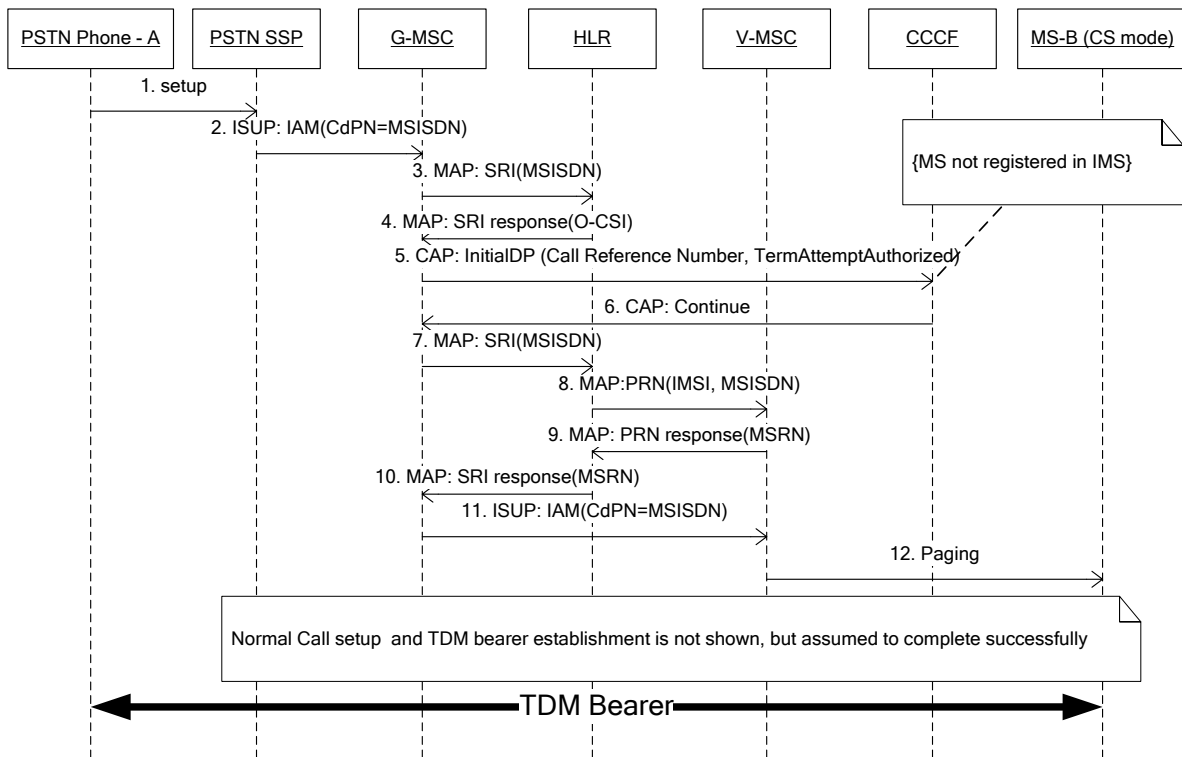 PSTN Phone - A
PSTN SSP
G-MSC
HLR
V-MSC
CCCF
MS-B (CS mode)
1. setup
2. ISUP: IAM(CdPN=MSISDN)
{MS not registered in IMS}
3. MAP: SRI(MSISDN)
4. MAP: SRI response(O-CSI)
5. CAP: InitialDP (Call Reference Number, TermAttemptAuthorized)
6. CAP: Continue
7. MAP: SRI(MSISDN)
8. MAP:PRN(IMSI, MSISDN)
9. MAP: PRN response(MSRN)
10. MAP: SRI response(MSRN)
11. ISUP: IAM(CdPN=MSISDN)
12. Paging
Normal Call setup and TDM bearer establishment is not shown, but assumed to complete successfully
TDM Bearer